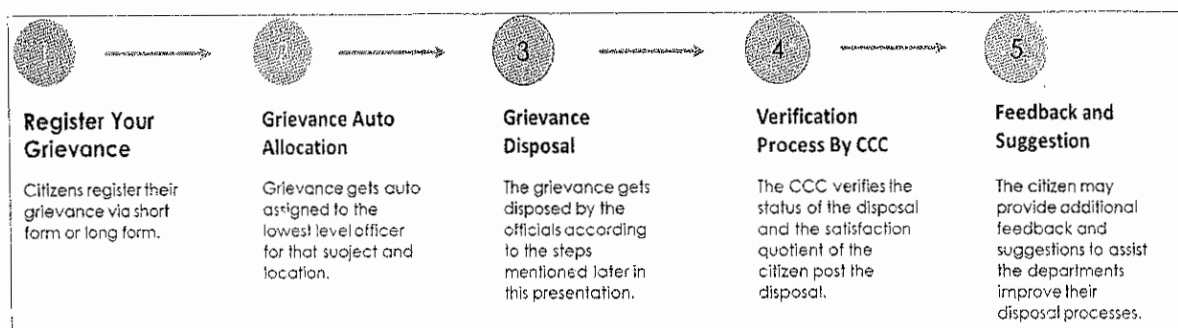 1
2
3
4
5
Register Your
Grievance
Citizens register their
grievance via short
form or long form.
Grievance Auto
Allocation
Grievance gets auto
assigned to the
lowest level officer
for that suoject and
location.
Grievance
Disposal
The grievance gets
disposed by the
officials according
to the steps
mentioned later in
this presentation.
Verification
Process By CCC
The CCC verifies the
status of the disposal
and the satisfaction
quotient of the
citizen post the
disposal.
Feedback and
Suggestion
The citizen may
provide additional
feedback and
suggestions to assist
the departments
improve their
disposal processes.